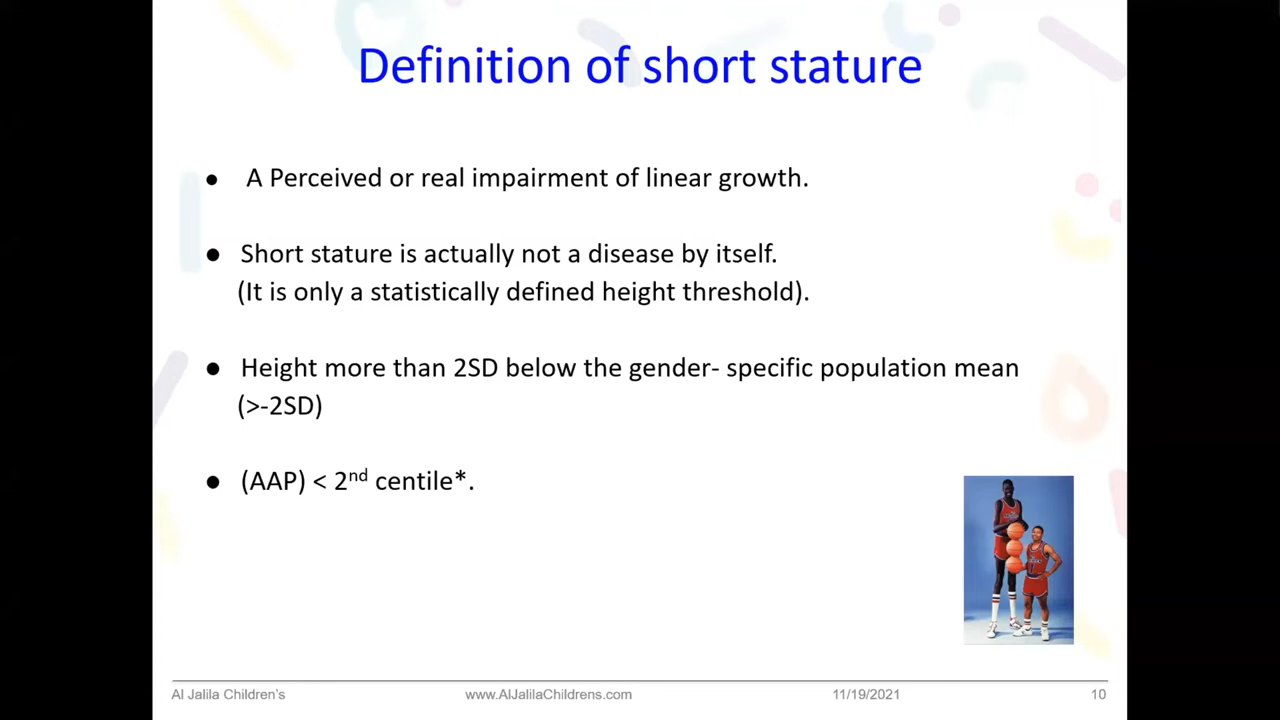 Definition of short stature
● A Perceived or real impairment of linear growth.
● Short stature is actually not a disease by itself.
(It is only a statistically defined height threshold).
● Height more than 2SD below the gender- specific population mean
(>-2SD)
● (AAP) < 2nd centile*.
Al Jalila Children's www.AlJalilaChildrens.com 11/19/2021 10